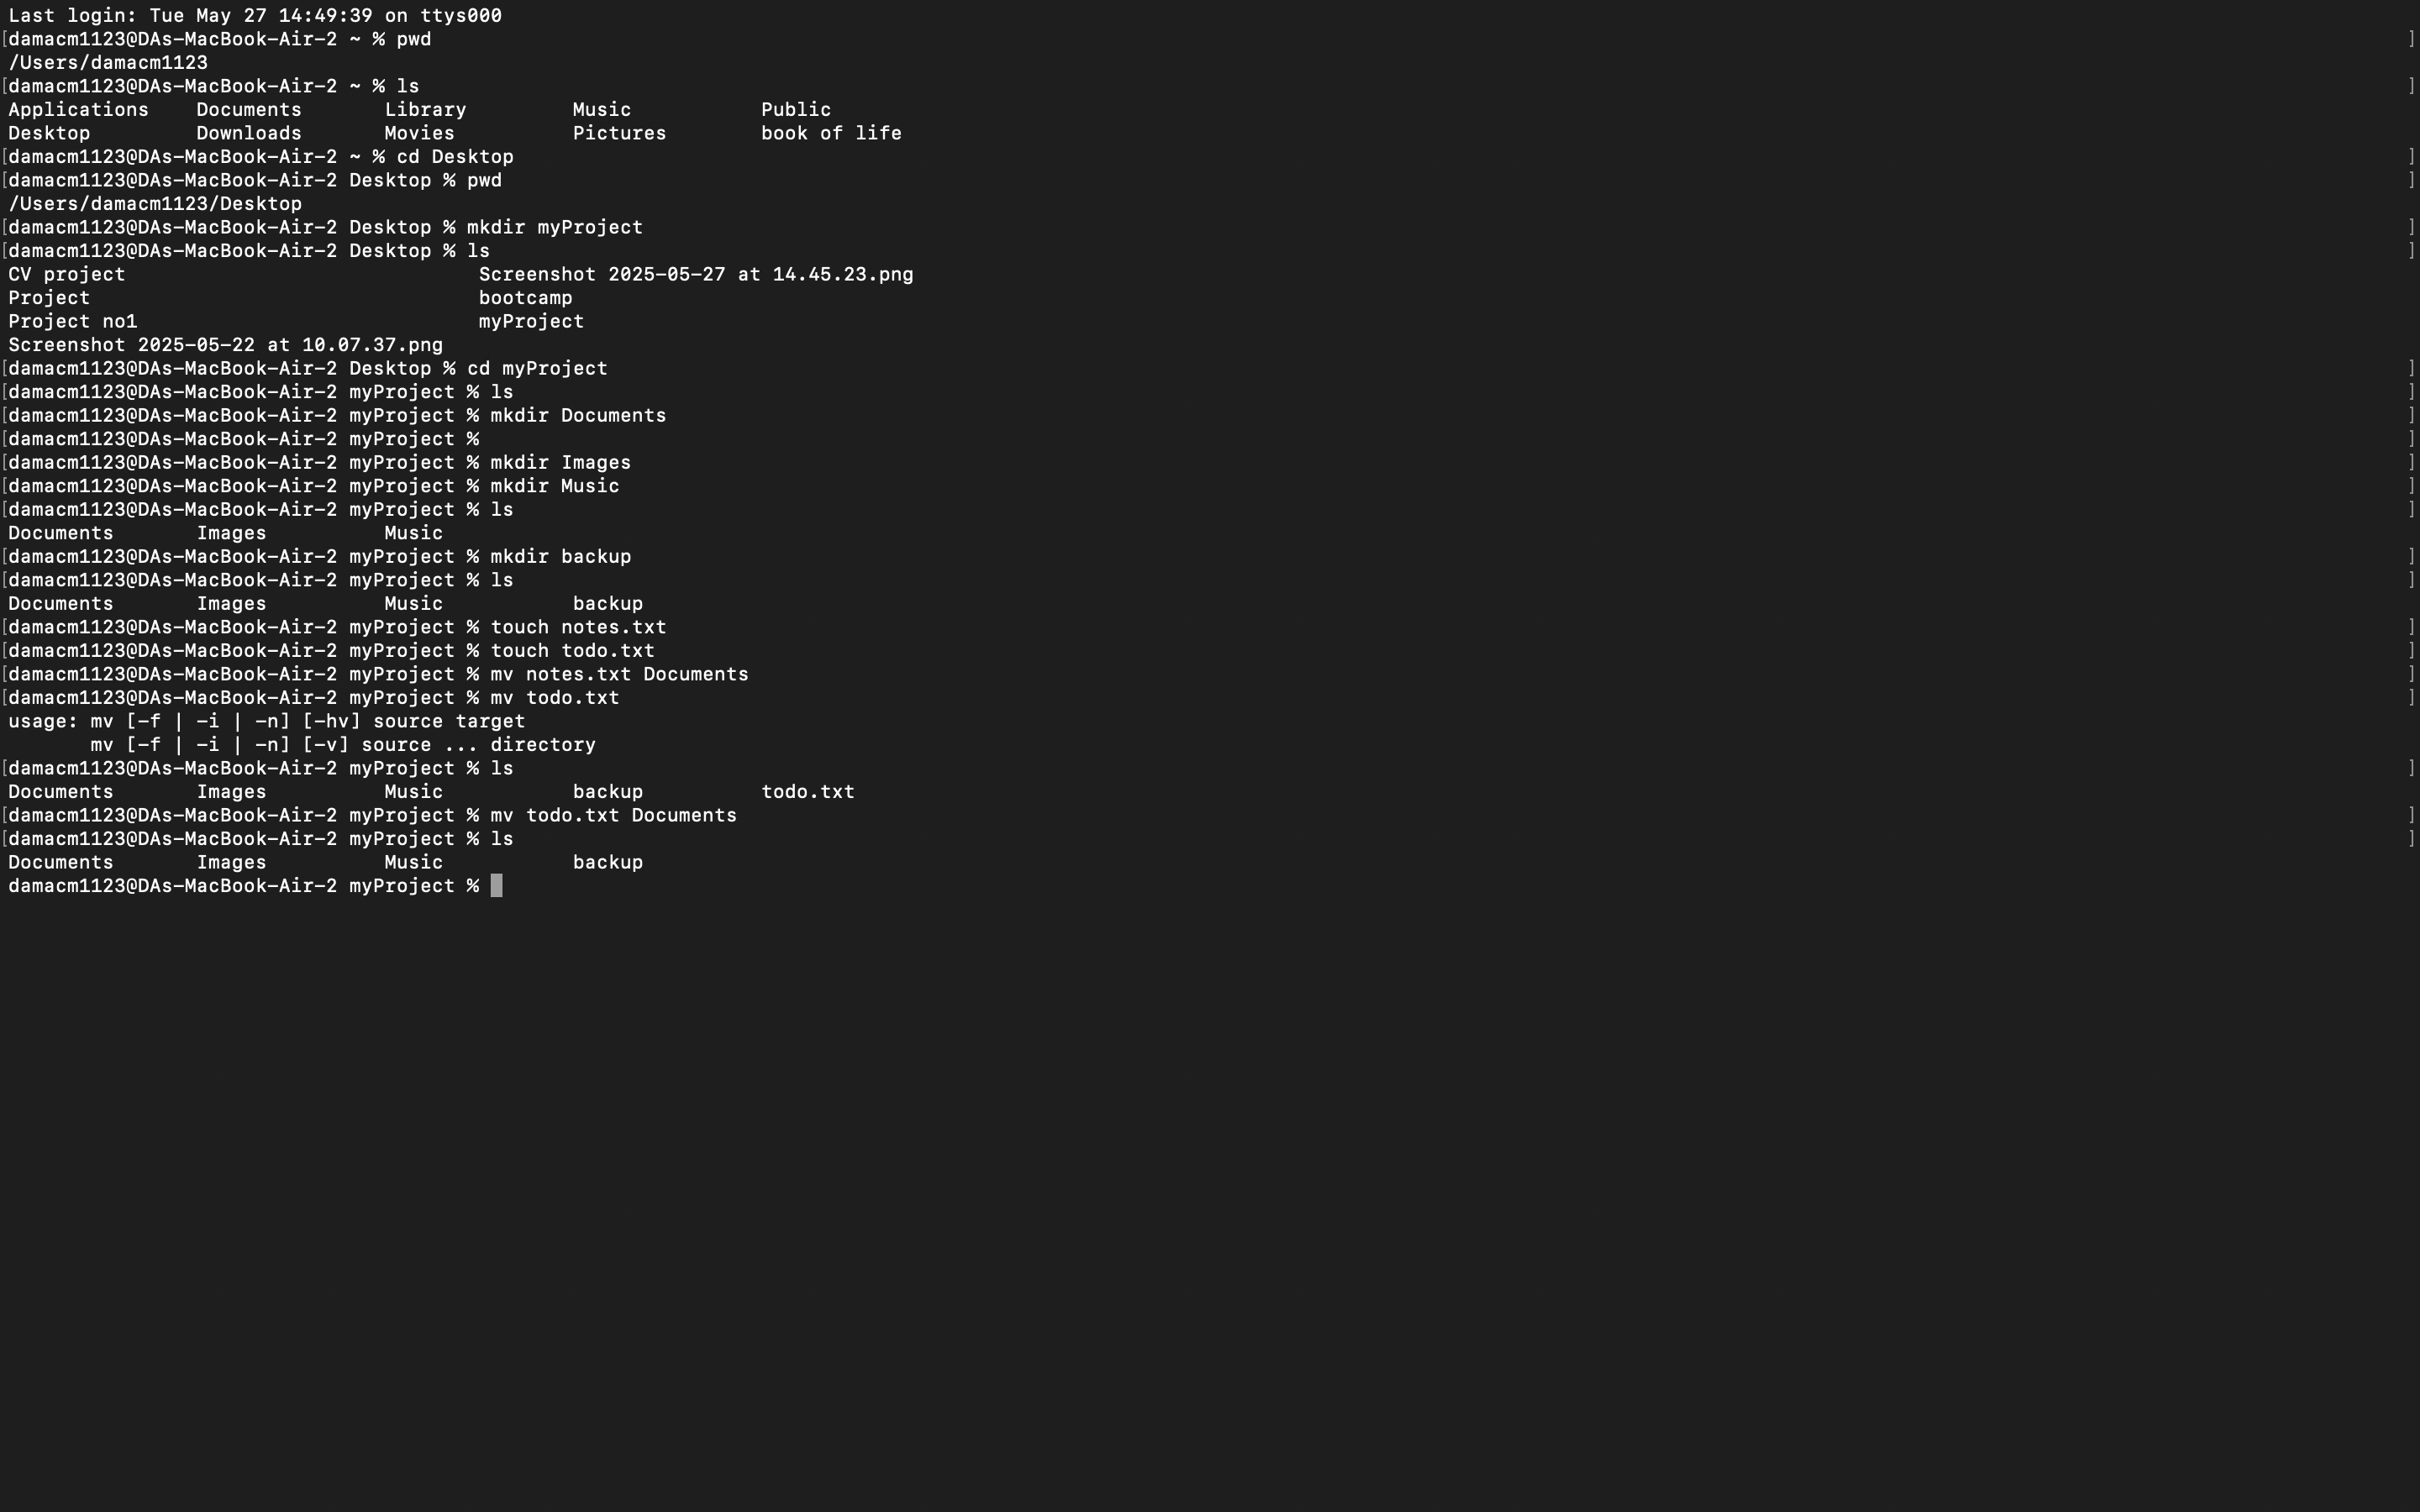 Last login: Tue May 27 14:49:39 on ttys000
[damacm1123@DAs-MacBook-Air-2 ~ % pwd ]
/Users/damacm1123
[damacm1123@DAs-MacBook-Air-2 ~ % ls ]
Applications    Documents       Library         Music           Public
Desktop         Downloads       Movies          Pictures        book of life
[damacm1123@DAs-MacBook-Air-2 ~ % cd Desktop ]
[damacm1123@DAs-MacBook-Air-2 Desktop % pwd ]
/Users/damacm1123/Desktop
[damacm1123@DAs-MacBook-Air-2 Desktop % mkdir myProject ]
[damacm1123@DAs-MacBook-Air-2 Desktop % ls ]
CV project                              Screenshot 2025-05-27 at 14.45.23.png
Project                                 bootcamp
Project no1                             myProject
Screenshot 2025-05-22 at 10.07.37.png
[damacm1123@DAs-MacBook-Air-2 Desktop % cd myProject ]
[damacm1123@DAs-MacBook-Air-2 myProject % ls ]
[damacm1123@DAs-MacBook-Air-2 myProject % mkdir Documents ]
[damacm1123@DAs-MacBook-Air-2 myProject % ]
[damacm1123@DAs-MacBook-Air-2 myProject % mkdir Images ]
[damacm1123@DAs-MacBook-Air-2 myProject % mkdir Music ]
[damacm1123@DAs-MacBook-Air-2 myProject % ls ]
Documents       Images          Music
[damacm1123@DAs-MacBook-Air-2 myProject % mkdir backup ]
[damacm1123@DAs-MacBook-Air-2 myProject % ls ]
Documents       Images          Music           backup
[damacm1123@DAs-MacBook-Air-2 myProject % touch notes.txt ]
[damacm1123@DAs-MacBook-Air-2 myProject % touch todo.txt ]
[damacm1123@DAs-MacBook-Air-2 myProject % mv notes.txt Documents ]
[damacm1123@DAs-MacBook-Air-2 myProject % mv todo.txt ]
usage: mv [-f | -i | -n] [-hv] source target
       mv [-f | -i | -n] [-v] source ... directory
[damacm1123@DAs-MacBook-Air-2 myProject % ls ]
Documents       Images          Music           backup          todo.txt
[damacm1123@DAs-MacBook-Air-2 myProject % mv todo.txt Documents ]
[damacm1123@DAs-MacBook-Air-2 myProject % ls ]
Documents       Images          Music           backup
damacm1123@DAs-MacBook-Air-2 myProject %